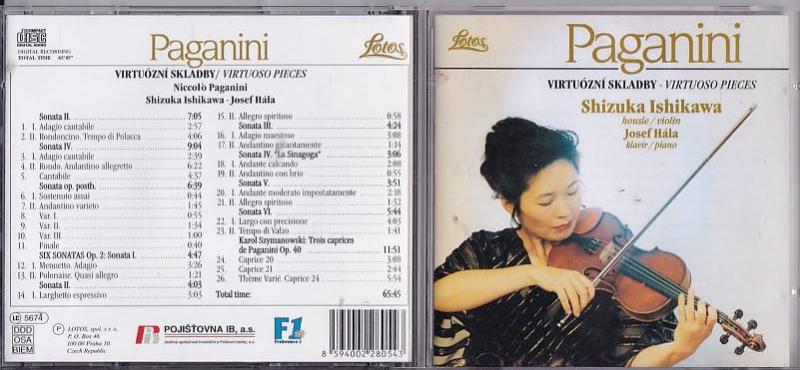 COMPACT
disc
DIGITAL AUDIO
DIGITAL RECORDING
TOTAL TIME 65'45"
Paganini
Lotos
VIRTUÓZNÍ SKLADBY/ VIRTUOSO PIECES
Niccolò Paganini
Shizuka Ishikawa - Josef Hála
Sonata II. 7:05
1. I. Adagio cantabile 2:57
2. II. Rondoncino. Tempo di Polacca 4:06
Sonata IV. 9:04
3. I. Adagio cantabile 2:39
4. II. Rondo. Andantino allegretto 6:22
5. Cantabile 4:37
Sonata op. posth. 6:39
6. I. Sostenuto assai 0:44
7. II. Andantino varieto 1:45
8. Var. I 0:55
9. Var. II 1:34
10. Var. III 1:00
11. Finale 0:40
SIX SONATAS Op. 2: Sonata I. 4:47
12. I. Menuetto. Adagio 3:26
13. II. Polonaise. Quasi allegro 1:21
Sonata II. 4:03
14. I. Larghetto espressivo 3:03
15. II. Allegro spiritoso 0:58
Sonata III. 4:24
16. I. Adagio maestoso 3:08
17. II. Andantino galantamente 1:14
Sonata IV. "La Sinagoga" 3:06
18. I. Andante calcando 2:08
19. II. Andantino con brio 0:55
Sonata V. 3:51
20. I. Andante moderato impostatamente 2:18
21. II. Allegro spiritoso 1:32
Sonata VI. 5:44
22. I. Largo con precisione 4:03
23. II. Tempo di Valzo 1:41
Karol Szymanowski: Trois caprices
de Paganini Op. 40 11:51
24. Caprice 20 3:08
25. Caprice 21 2:44
26. Thème Varié. Caprice 24 5:54
Total time: 65:45
LC 5674
DDD
OSA
BIEM
P LOTOS, spol. s r. o.
P. O. Box 46
100 00 Praha 10
Czech Republic
POJIŠŤOVNA IB, a.s.
F1
8 594002 280543
Lotos
Paganini
VIRTUÓZNÍ SKLADBY - VIRTUOSO PIECES
Shizuka Ishikawa
housle / violin
Josef Hála
klavír / piano